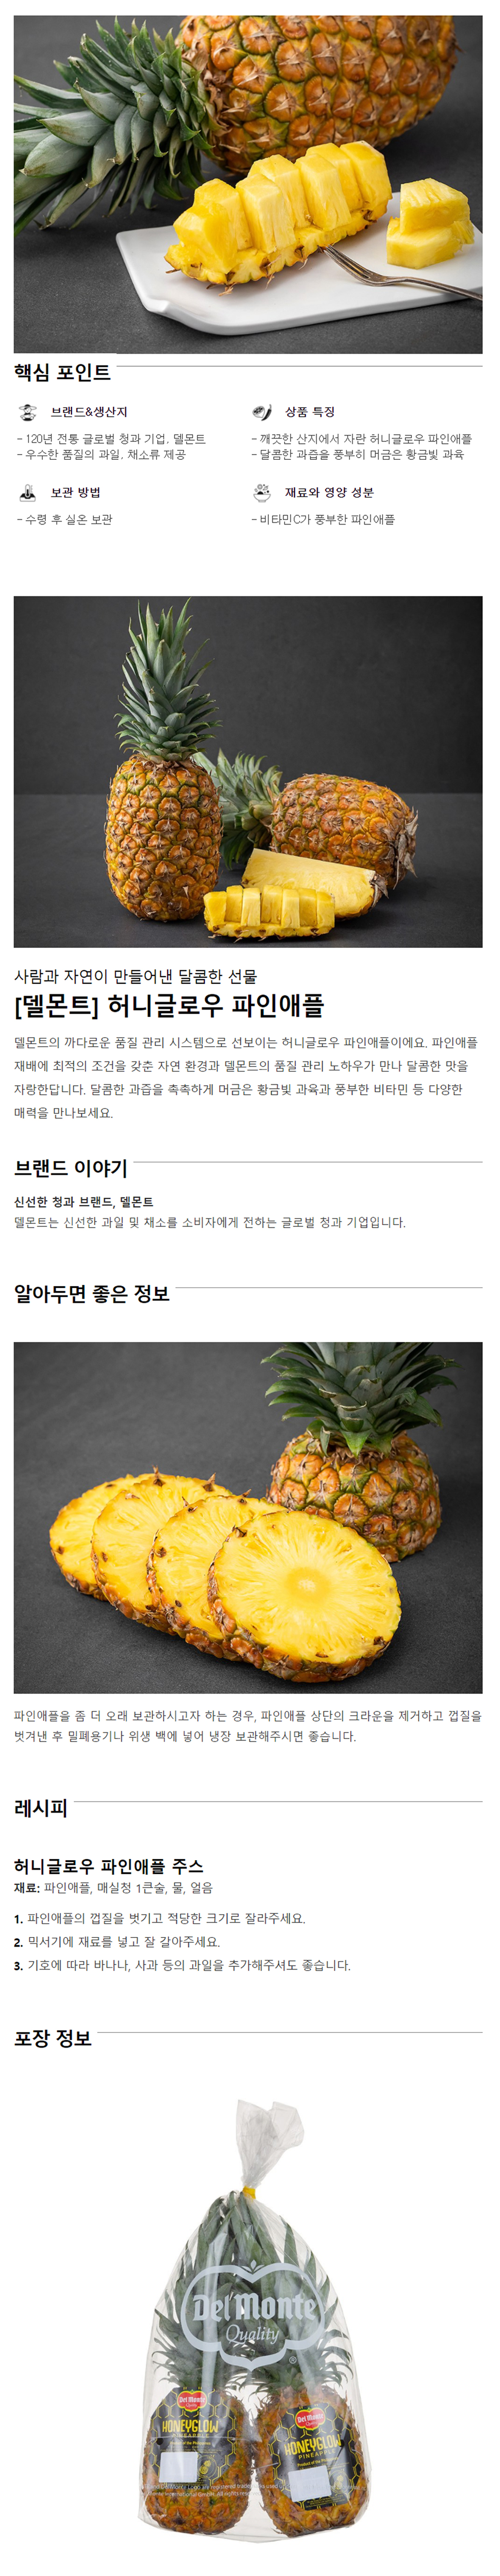 핵심 포인트
브랜드&생산지
- 120년 전통 글로벌 청과 기업, 델몬트
- 우수한 품질의 과일, 채소류 제공
상품 특징
- 깨끗한 산지에서 자란 허니글로우 파인애플
- 달콤한 과즙을 풍부히 머금은 황금빛 과육
보관 방법
- 수령 후 실온 보관
재료와 영양 성분
- 비타민C가 풍부한 파인애플
사람과 자연이 만들어낸 달콤한 선물
[델몬트] 허니글로우 파인애플
델몬트의 까다로운 품질 관리 시스템으로 선보이는 허니글로우 파인애플이에요. 파인애플
재배에 최적의 조건을 갖춘 자연 환경과 델몬트의 품질 관리 노하우가 만나 달콤한 맛을
자랑한답니다. 달콤한 과즙을 촉촉하게 머금은 황금빛 과육과 풍부한 비타민 등 다양한
매력을 만나보세요.
브랜드 이야기
신선한 청과 브랜드, 델몬트
델몬트는 신선한 과일 및 채소를 소비자에게 전하는 글로벌 청과 기업입니다.
알아두면 좋은 정보
파인애플을 좀 더 오래 보관하시고자 하는 경우, 파인애플 상단의 크라운을 제거하고 껍질을
벗겨낸 후 밀폐용기나 위생 백에 넣어 냉장 보관해주시면 좋습니다.
레시피
허니글로우 파인애플 주스
재료: 파인애플, 매실청 1큰술, 물, 얼음
1. 파인애플의 껍질을 벗기고 적당한 크기로 잘라주세요.
2. 믹서기에 재료를 넣고 잘 갈아주세요.
3. 기호에 따라 바나나, 사과 등의 과일을 추가해주셔도 좋습니다.
포장 정보
Del Monte
Quality
®
Del Monte
HONEYGLOW
PINEAPPLE
Product of the Philippines
Del Monte
HONEYGLOW
PINEAPPLE
Product of the Philippines